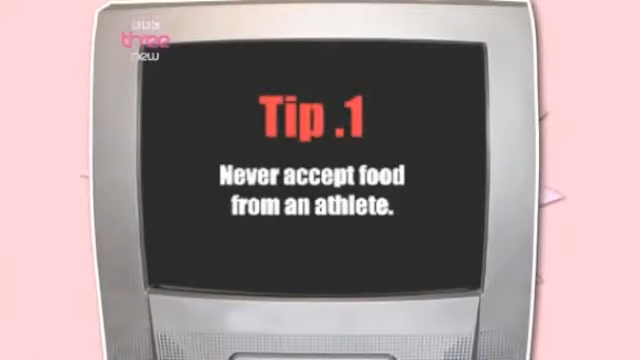 BBC
three
new
Tip .1
Never accept food
from an athlete.